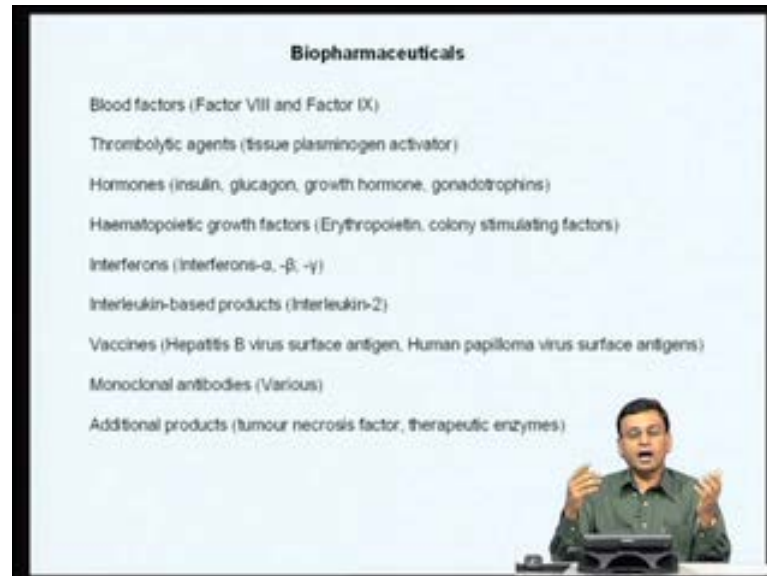 Biopharmaceuticals
Blood factors (Factor VIII and Factor IX)
Thrombolytic agents (tissue plasminogen activator)
Hormones (insulin, glucagon, growth hormone, gonadotrophins)
Haematopoietic growth factors (Erythropoietin, colony stimulating factors)
Interferons (Interferons-α, -β, -γ)
Interleukin-based products (Interleukin-2)
Vaccines (Hepatitis B virus surface antigen, Human papilloma virus surface antigens)
Monoclonal antibodies (Various)
Additional products (tumour necrosis factor, therapeutic enzymes)